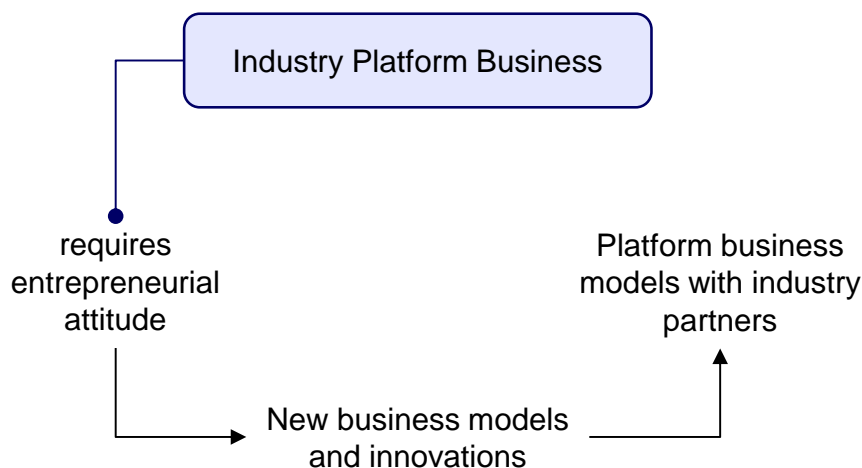 Industry Platform Business
requires
entrepreneurial
attitude
Platform business
models with industry
partners
New business models
and innovations